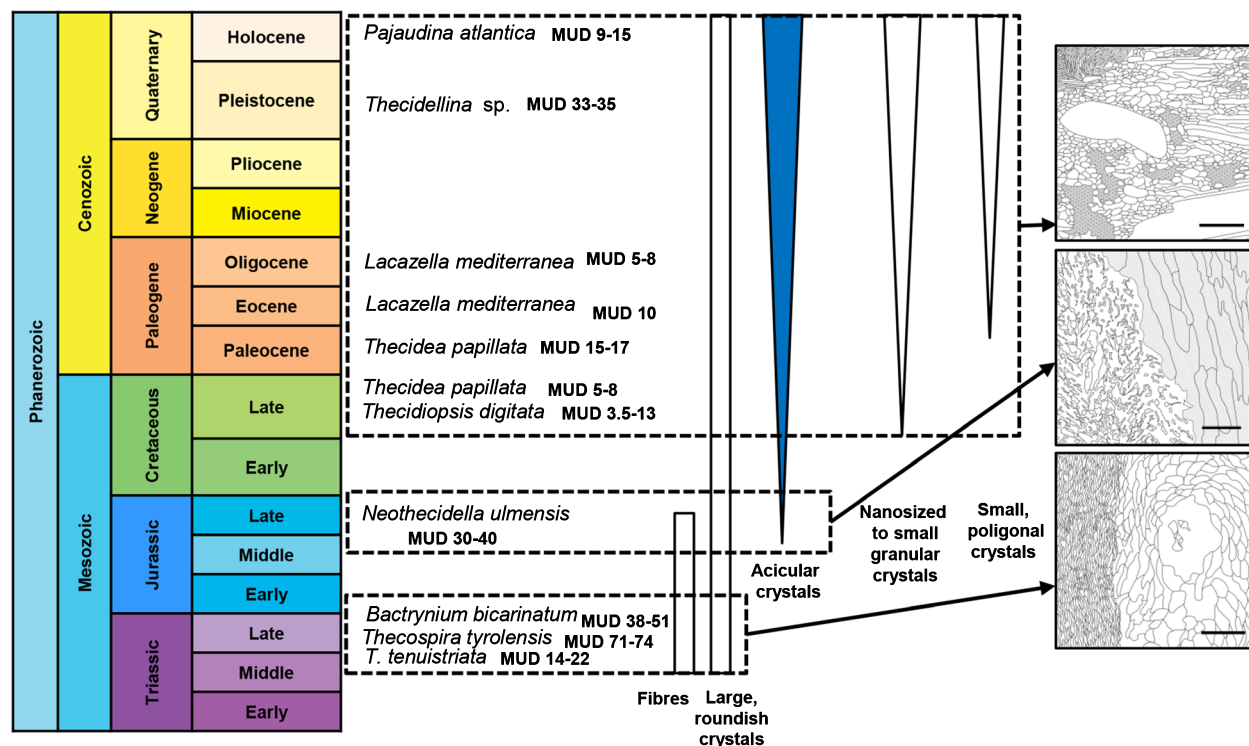 Phanerozoic
Cenozoic
Mesozoic
Quaternary
Neogene
Paleogene
Cretaceous
Jurassic
Triassic
Holocene
Pleistocene
Pliocene
Miocene
Oligocene
Eocene
Paleocene
Late
Early
Late
Middle
Early
Late
Middle
Early
Pajaudina atlantica MUD 9-15
Thecidellina sp. MUD 33-35
Lacazella mediterranea MUD 5-8
Lacazella mediterranea MUD 10
Thecidea papillata MUD 15-17
Thecidea papillata MUD 5-8
Thecidiopsis digitata MUD 3.5-13
Neothecidella ulmensis
MUD 30-40
Bactrynium bicarinatum MUD 38-51
Thecospira tyrolensis MUD 71-74
T. tenuistriata MUD 14-22
Fibres
Large,
roundish
crystals
Acicular
crystals
Nanosized
to small
granular
crystals
Small,
poligonal
crystals